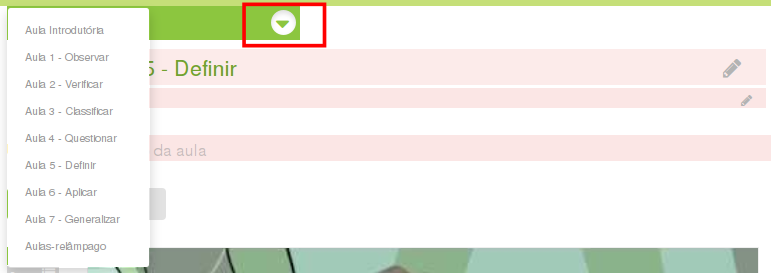 Aula Introdutória
Aula 1 - Observar
5 - Definir
Aula 2 - Verificar
Aula 3 - Classificar
Aula 4 - Questionar
da aula
Aula 5 - Definir
Aula 6 - Aplicar
Aula 7 - Generalizar
Aulas-relâmpago